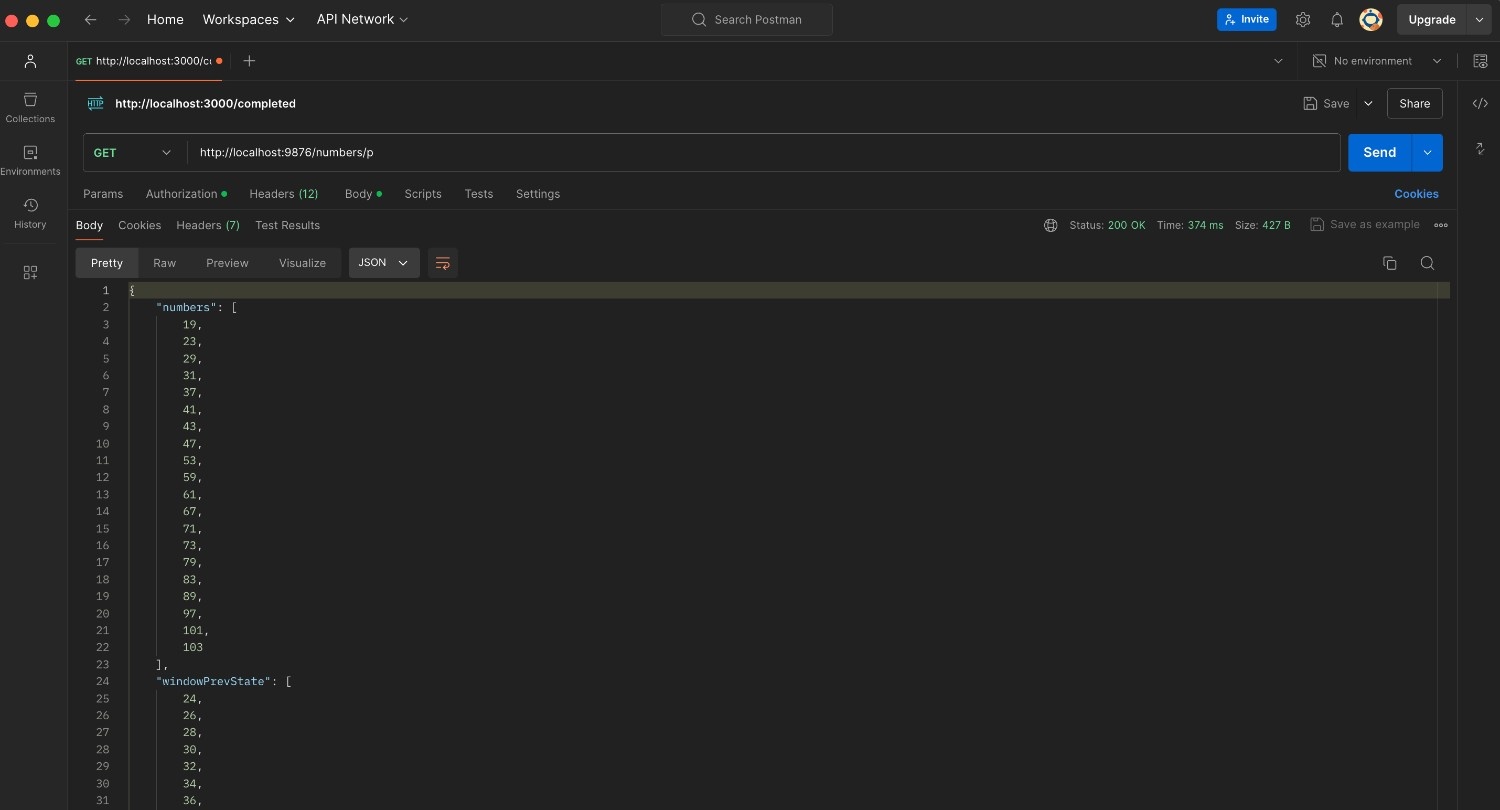 Home Workspaces API Network Search Postman Invite Upgrade
GET http://localhost:3000/c No environment
HTTP http://localhost:3000/completed Save Share
Collections
GET http://localhost:9876/numbers/p Send
Environments
Params Authorization Headers (12) Body Scripts Tests Settings Cookies
History
Body Cookies Headers (7) Test Results Status: 200 OK Time: 374 ms Size: 427 B Save as example
Pretty Raw Preview Visualize JSON
1 {
2 "numbers": [
3 19,
4 23,
5 29,
6 31,
7 37,
8 41,
9 43,
10 47,
11 53,
12 59,
13 61,
14 67,
15 71,
16 73,
17 79,
18 83,
19 89,
20 97,
21 101,
22 103
23 ],
24 "windowPrevState": [
25 24,
26 26,
27 28,
28 30,
29 32,
30 34,
31 36,